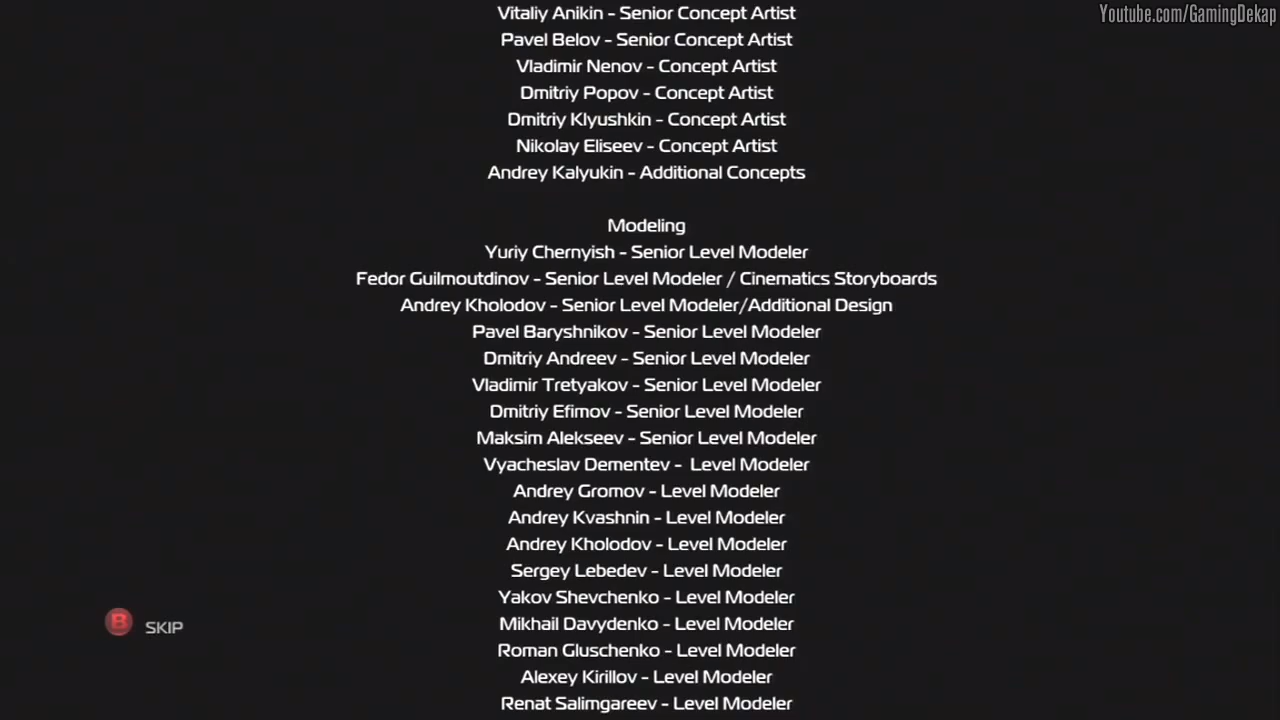 Youtube.com/GamingDekap
Vitaliy Anikin - Senior Concept Artist
Pavel Belov - Senior Concept Artist
Vladimir Nenov - Concept Artist
Dmitriy Popov - Concept Artist
Dmitriy Klyushkin - Concept Artist
Nikolay Eliseev - Concept Artist
Andrey Kalyukin - Additional Concepts
Modeling
Yuriy Chernyish - Senior Level Modeler
Fedor Guilmoutdinov - Senior Level Modeler / Cinematics Storyboards
Andrey Kholodov - Senior Level Modeler/Additional Design
Pavel Baryshnikov - Senior Level Modeler
Dmitriy Andreev - Senior Level Modeler
Vladimir Tretyakov - Senior Level Modeler
Dmitriy Efimov - Senior Level Modeler
Maksim Alekseev - Senior Level Modeler
Vyacheslav Dementev -  Level Modeler
Andrey Gromov - Level Modeler
Andrey Kvashnin - Level Modeler
Andrey Kholodov - Level Modeler
Sergey Lebedev - Level Modeler
Yakov Shevchenko - Level Modeler
Mikhail Davydenko - Level Modeler
Roman Gluschenko - Level Modeler
Alexey Kirillov - Level Modeler
Renat Salimgareev - Level Modeler
B SKIP